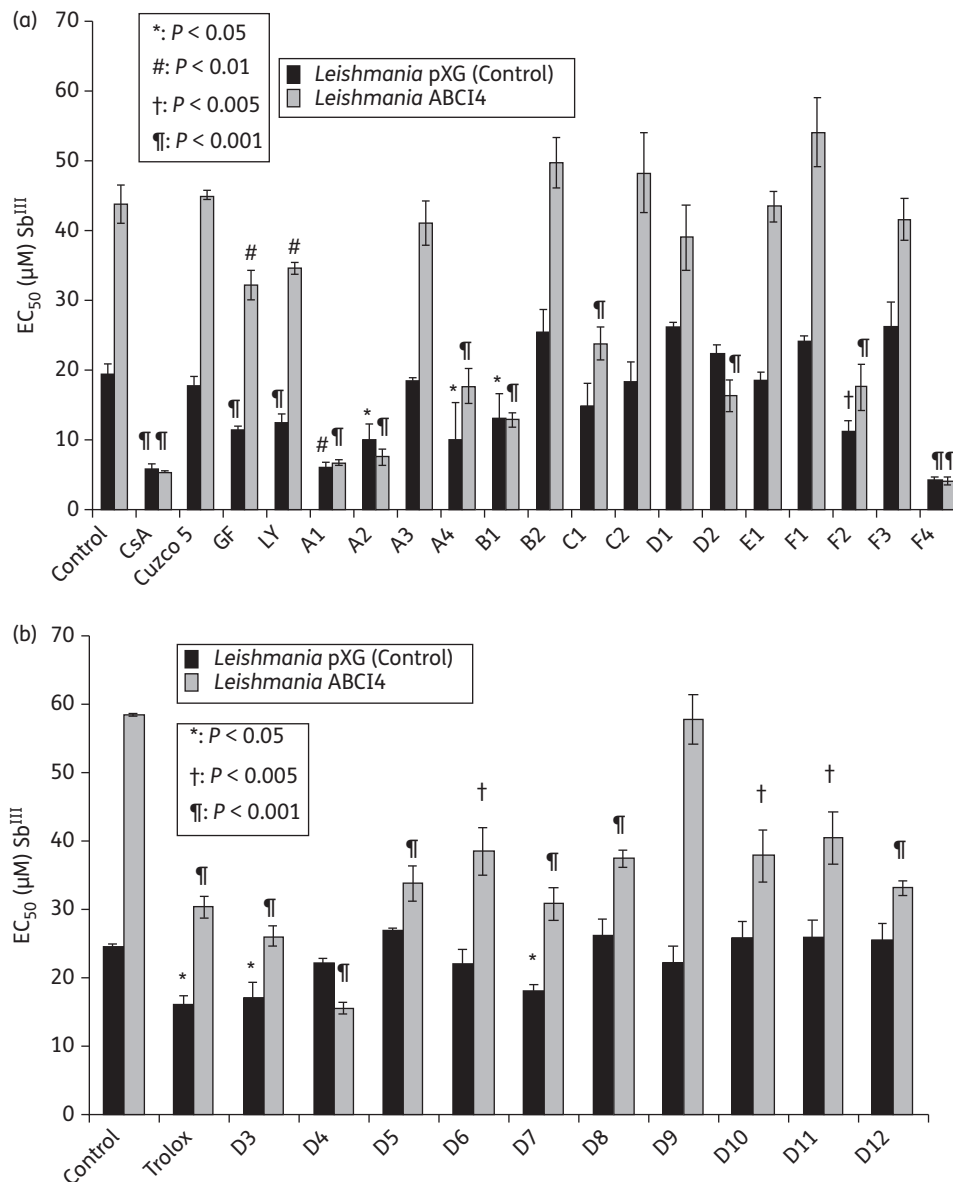 (a)
70
60
50
40
30
20
10
0
EC50 (µM) SbIII
*: P < 0.05
#: P < 0.01
†: P < 0.005
¶: P < 0.001
Leishmania pXG (Control)
Leishmania ABCI4
¶ ¶
¶ #
¶ #
# ¶
* ¶
* ¶
* ¶
¶
¶
† ¶
¶¶
Control CsA Cuzco 5 GF LY A1 A2 A3 A4 B1 B2 C1 C2 D1 D2 E1 F1 F2 F3 F4
(b)
70
60
50
40
30
20
10
0
EC50 (µM) SbIII
Leishmania pXG (Control)
Leishmania ABCI4
*: P < 0.05
†: P < 0.005
¶: P < 0.001
* ¶
* ¶
¶
¶
†
* ¶
¶
†
†
¶
Control Trolox D3 D4 D5 D6 D7 D8 D9 D10 D11 D12